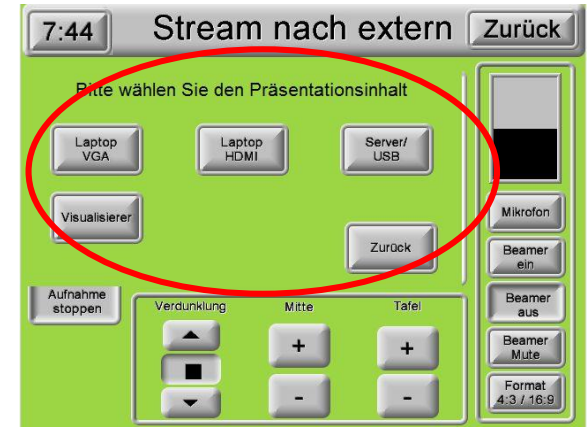 7:44
Stream nach extern
Zurück
Bitte wählen Sie den Präsentationsinhalt
Laptop
VGA
Laptop
HDMI
Server/
USB
Visualisierer
Zurück
Mikrofon
Beamer
ein
Beamer
aus
Beamer
Mute
Format
4:3 / 16:9
Aufnahme
stoppen
Verdunklung
Mitte
Tafel
+
+
-
-